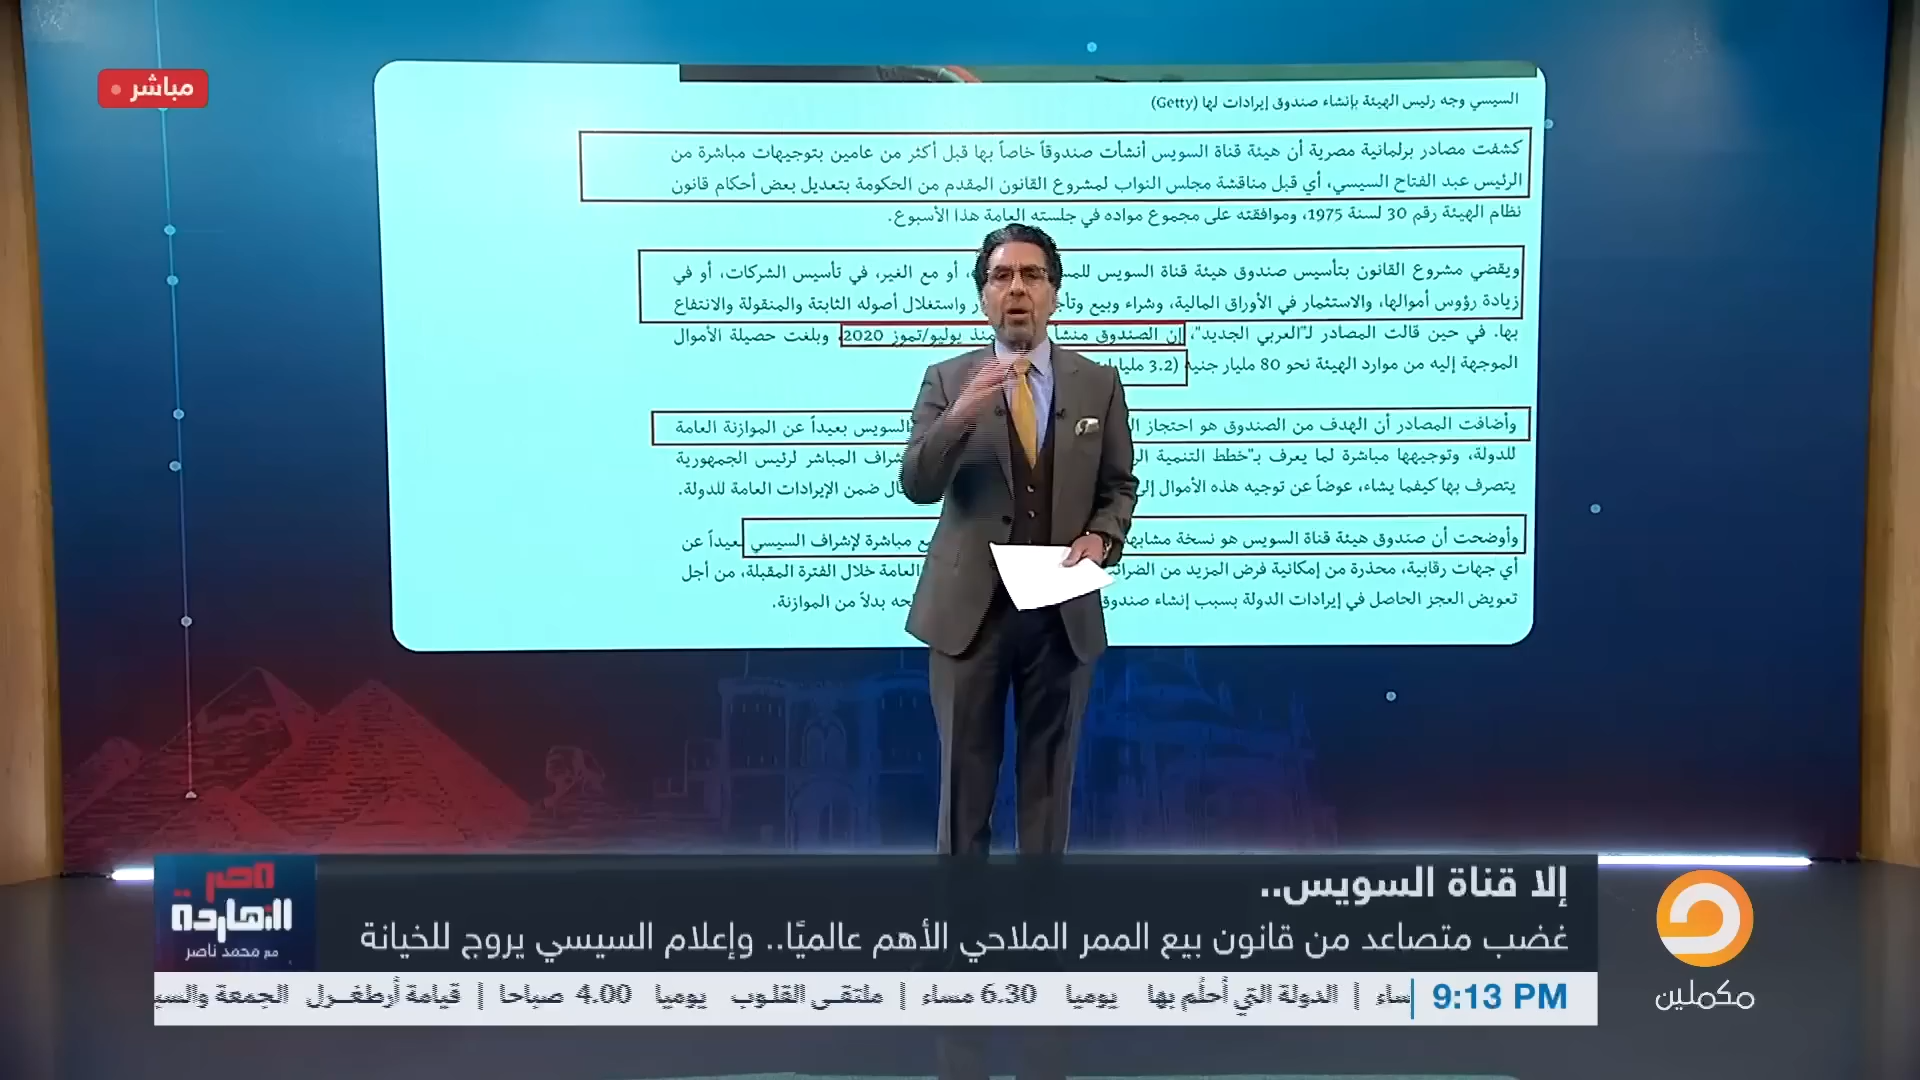 مباشر
السيسي وجه رئيس الهيئة بإنشاء صندوق إيرادات لها (Getty)
كشفت مصادر برلمانية مصرية أن هيئة قناة السويس أنشأت صندوقاً خاصاً بها قبل أكثر من عامين بتوجيهات مباشرة من
الرئيس عبد الفتاح السيسي، أي قبل مناقشة مجلس النواب لمشروع القانون المقدم من الحكومة بتعديل بعض أحكام قانون
نظام الهيئة رقم 30 لسنة 1975، وموافقته على مجموع مواده في جلسته العامة هذا الأسبوع.
ويقضي مشروع القانون بتأسيس صندوق هيئة قناة السويس ، أو مع الغير، في تأسيس الشركات، أو في
زيادة رؤوس أموالها، والاستثمار في الأوراق المالية، وشراء وبيع واستغلال أصوله الثابتة والمنقولة والانتفاع
بها. في حين قالت المصادر لـ"العربي الجديد"، إن الصندوق منذ يوليو/تموز 2020، وبلغت حصيلة الأموال
الموجهة إليه من موارد الهيئة نحو 80 مليار جنيه (3.2
وأضافت المصادر أن الهدف من الصندوق هو احتجاز السويس بعيداً عن الموازنة العامة
للدولة، وتوجيهها مباشرة لما يعرف بـ"خطط التنمية المباشر لرئيس الجمهورية
يتصرف بها كيفما يشاء، عوضاً عن توجيه هذه الأموال ضمن الإيرادات العامة للدولة.
وأوضحت أن صندوق هيئة قناة السويس هو نسخة مباشرة لإشراف السيسي بعيداً عن
أي جهات رقابية، محذرة من إمكانية فرض المزيد من العامة خلال الفترة المقبلة، من أجل
تعويض العجز الحاصل في إيرادات الدولة بسبب إنشاء صندوق بدلاً من الموازنة.
إلا قناة السويس..
غضب متصاعد من قانون بيع الممر الملاحي الأهم عالميًا.. وإعلام السيسي يروج للخيانة
مصر
النهاردة
مع محمد ناصر
9:13 PM
| الدولة التي أحلُم بها يوميا 6.30 مساء | ملتقى القلوب يوميا 4.00 صباحا | قيامة أرطغرل الجمعة
مكملين